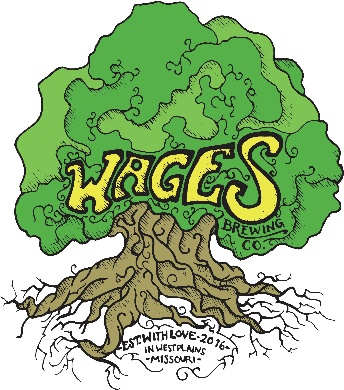 WAGES
BREWING
CO.
-EST. WITH LOVE-2016-
IN WEST PLAINS
-MISSOURI-